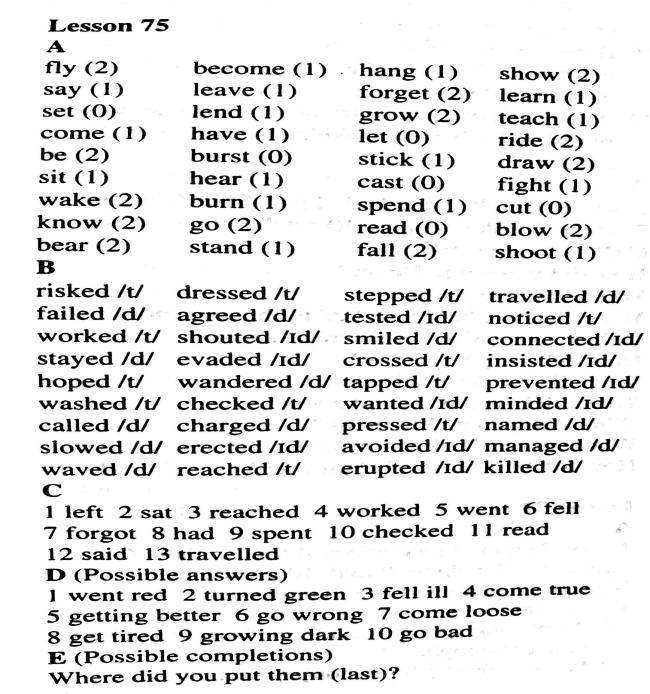 Lesson 75
A
fly (2) become (1) hang (1) show (2)
say (1) leave (1) forget (2) learn (1)
set (0) lend (1) grow (2) teach (1)
come (1) have (1) let (0) ride (2)
be (2) burst (0) stick (1) draw (2)
sit (1) hear (1) cast (0) fight (1)
wake (2) burn (1) spend (1) cut (0)
know (2) go (2) read (0) blow (2)
bear (2) stand (1) fall (2) shoot (1)
B
risked /t/ dressed /t/ stepped /t/ travelled /d/
failed /d/ agreed /d/ tested /ɪd/ noticed /t/
worked /t/ shouted /ɪd/ smiled /d/ connected /ɪd/
stayed /d/ evaded /ɪd/ crossed /t/ insisted /ɪd/
hoped /t/ wandered /d/ tapped /t/ prevented /ɪd/
washed /t/ checked /t/ wanted /ɪd/ minded /ɪd/
called /d/ charged /d/ pressed /t/ named /d/
slowed /d/ erected /ɪd/ avoided /ɪd/ managed /d/
waved /d/ reached /t/ erupted /ɪd/ killed /d/
C
1 left 2 sat 3 reached 4 worked 5 went 6 fell
7 forgot 8 had 9 spent 10 checked 11 read
12 said 13 travelled
D (Possible answers)
1 went red 2 turned green 3 fell ill 4 come true
5 getting better 6 go wrong 7 come loose
8 get tired 9 growing dark 10 go bad
E (Possible completions)
Where did you put them (last)?